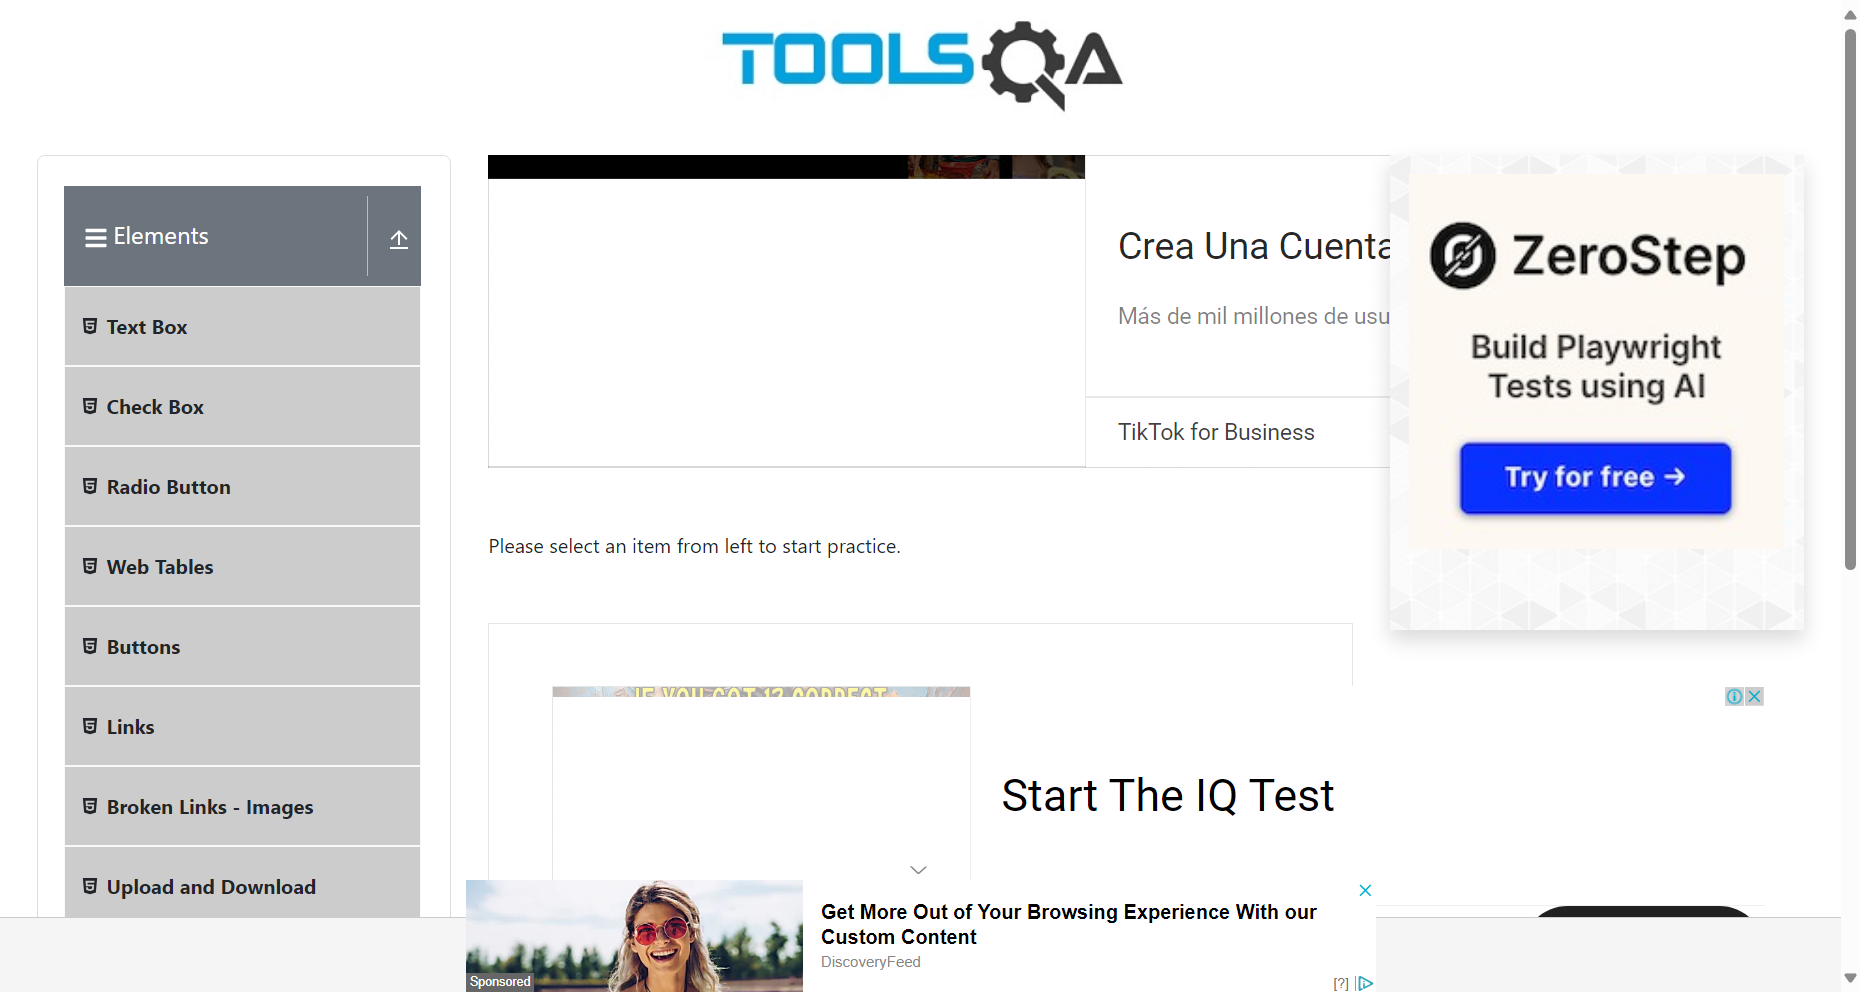 TOOLSQA
Elements
Text Box
Check Box
Radio Button
Web Tables
Buttons
Links
Broken Links - Images
Upload and Download
Crea Una Cuenta
Más de mil millones de usu
TikTok for Business
ZeroStep
Build Playwright
Tests using AI
Try for free →
Please select an item from left to start practice.
IF YOU GOT 12 CORRECT
Start The IQ Test
Get More Out of Your Browsing Experience With our
Custom Content
DiscoveryFeed
Sponsored
[?]